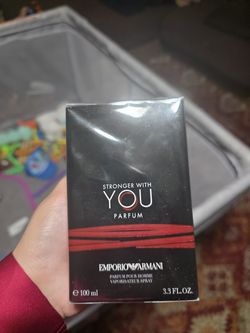 STRONGER WITH
YOU
PARFUM
EMPORIO ARMANI
PARFUM POUR HOMME
VAPORISATEUR SPRAY
℮ 100 ml 3.3 FL.OZ.